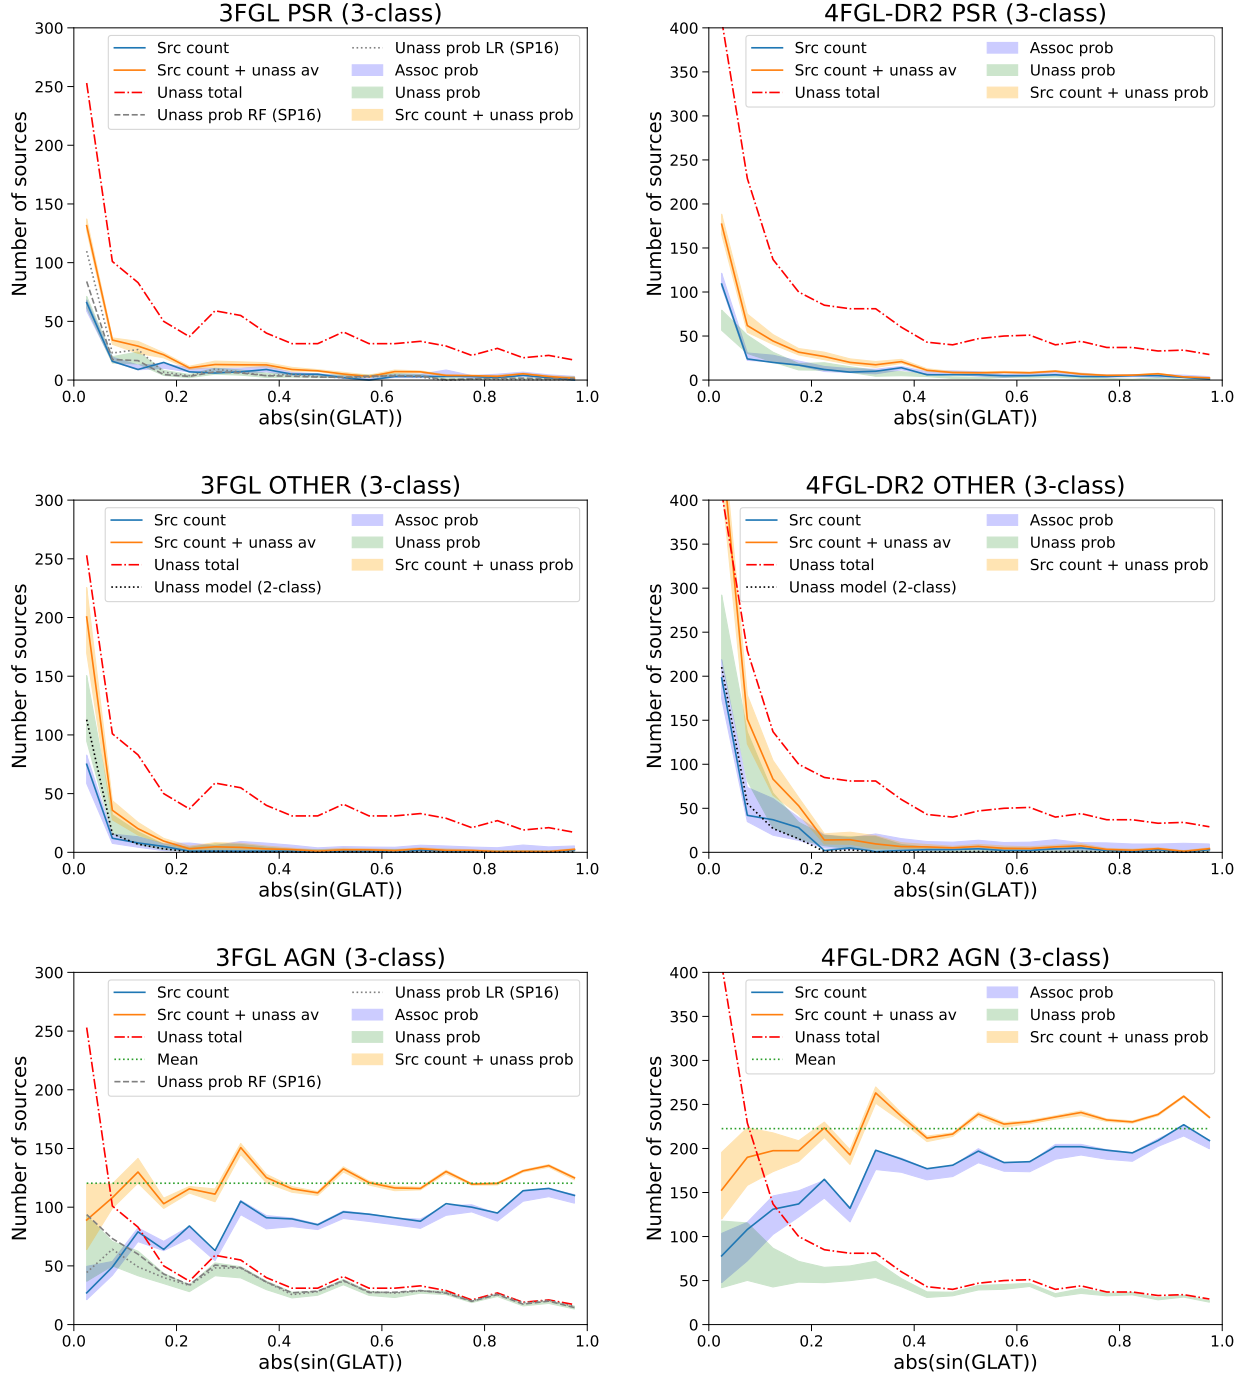 3FGL PSR (3-class)
Number of sources
300
250
200
150
100
50
0
Src count
Src count + unass av
Unass total
Unass prob RF (SP16)
Unass prob LR (SP16)
Assoc prob
Unass prob
Src count + unass prob
0.0 0.2 0.4 0.6 0.8 1.0
abs(sin(GLAT))
4FGL-DR2 PSR (3-class)
Number of sources
400
350
300
250
200
150
100
50
0
Src count
Src count + unass av
Unass total
Assoc prob
Unass prob
Src count + unass prob
0.0 0.2 0.4 0.6 0.8 1.0
abs(sin(GLAT))
3FGL OTHER (3-class)
Number of sources
300
250
200
150
100
50
0
Src count
Src count + unass av
Unass total
Unass model (2-class)
Assoc prob
Unass prob
Src count + unass prob
0.0 0.2 0.4 0.6 0.8 1.0
abs(sin(GLAT))
4FGL-DR2 OTHER (3-class)
Number of sources
400
350
300
250
200
150
100
50
0
Src count
Src count + unass av
Unass total
Unass model (2-class)
Assoc prob
Unass prob
Src count + unass prob
0.0 0.2 0.4 0.6 0.8 1.0
abs(sin(GLAT))
3FGL AGN (3-class)
Number of sources
300
250
200
150
100
50
0
Src count
Src count + unass av
Unass total
Mean
Unass prob RF (SP16)
Unass prob LR (SP16)
Assoc prob
Unass prob
Src count + unass prob
0.0 0.2 0.4 0.6 0.8 1.0
abs(sin(GLAT))
4FGL-DR2 AGN (3-class)
Number of sources
400
350
300
250
200
150
100
50
0
Src count
Src count + unass av
Unass total
Mean
Assoc prob
Unass prob
Src count + unass prob
0.0 0.2 0.4 0.6 0.8 1.0
abs(sin(GLAT))